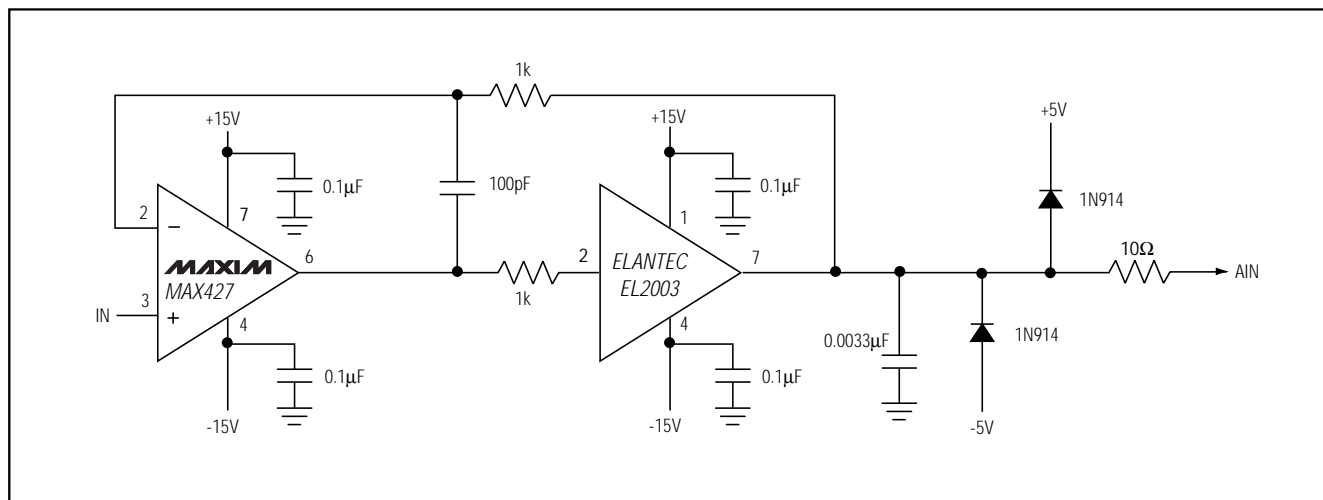 1k
+15V
+15V
+5V
0.1µF
100pF
0.1µF
1N914
2
−
7
1
MAXIM
MAX427
6
2
ELANTEC
EL2003
7
10Ω
AIN
1k
IN
3
+
4
4
0.0033µF
1N914
0.1µF
0.1µF
-15V
-15V
-5V